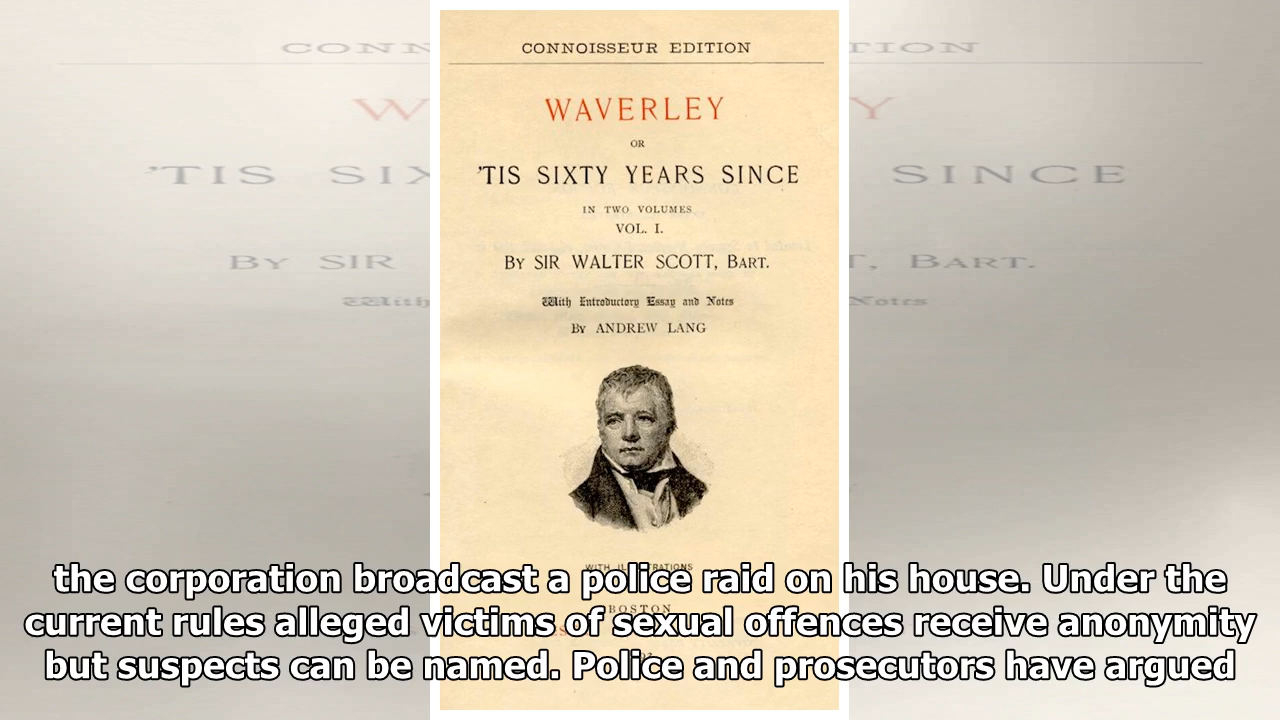 CONNOISSEUR EDITION
WAVERLEY
OR
'TIS SIXTY YEARS SINCE
IN TWO VOLUMES
VOL. I.
BY SIR WALTER SCOTT, BART.
With Introductory Essay and Notes
By ANDREW LANG
BOSTON
the corporation broadcast a police raid on his house. Under the
current rules alleged victims of sexual offences receive anonymity
but suspects can be named. Police and prosecutors have argued